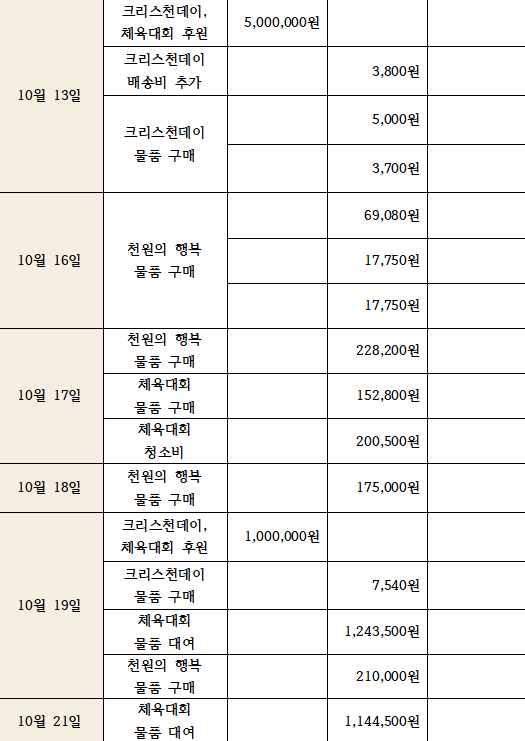 10월 13일
크리스천데이,
체육대회 후원
5,000,000원
크리스천데이
배송비 추가
3,800원
크리스천데이
물품 구매
5,000원
3,700원
10월 16일
천원의 행복
물품 구매
69,080원
17,750원
17,750원
10월 17일
천원의 행복
물품 구매
228,200원
체육대회
물품 구매
152,800원
체육대회
청소비
200,500원
10월 18일
천원의 행복
물품 구매
175,000원
10월 19일
크리스천데이,
체육대회 후원
1,000,000원
크리스천데이
물품 구매
7,540원
체육대회
물품 대여
1,243,500원
천원의 행복
물품 구매
210,000원
10월 21일
체육대회
물품 대여
1,144,500원